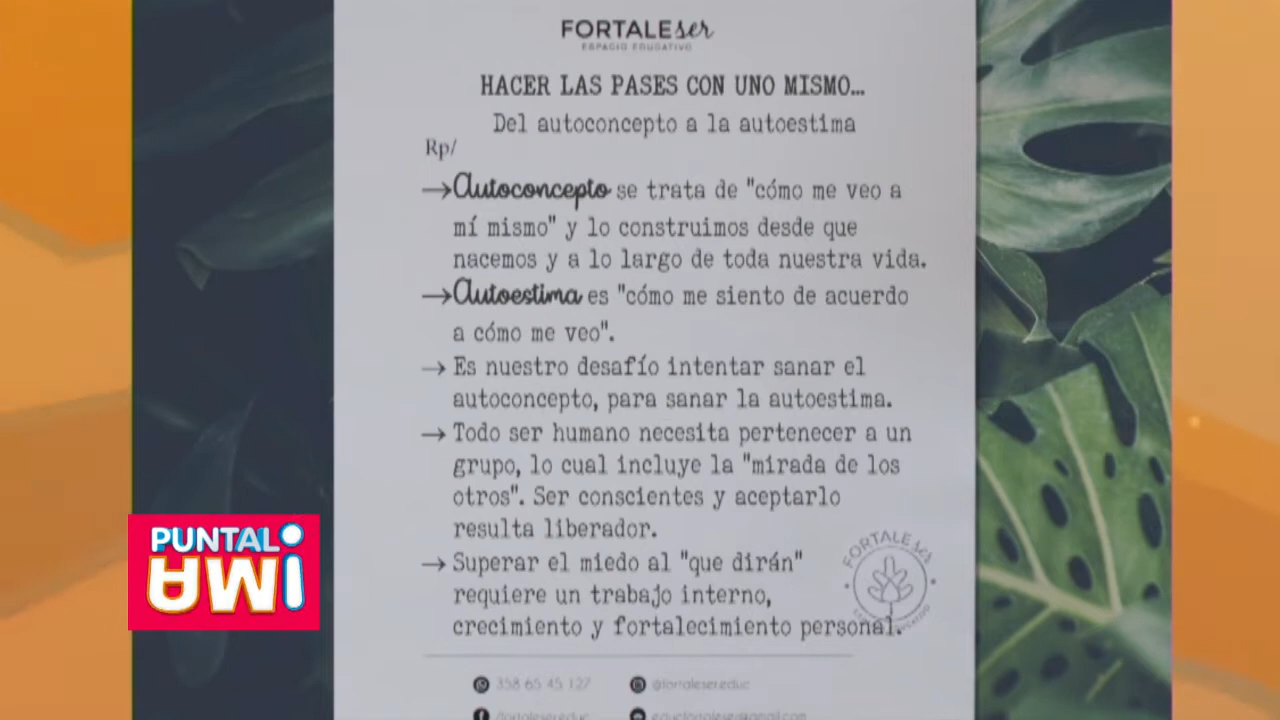 FORTALEser
ESPACIO EDUCATIVO
HACER LAS PASES CON UNO MISMO...
Del autoconcepto a la autoestima
Rp/
→Autoconcepto se trata de "cómo me veo a
mí mismo" y lo construimos desde que
nacemos y a lo largo de toda nuestra vida.
→Autoestima es "cómo me siento de acuerdo
a cómo me veo".
→ Es nuestro desafío intentar sanar el
autoconcepto, para sanar la autoestima.
→ Todo ser humano necesita pertenecer a un
grupo, lo cual incluye la "mirada de los
otros". Ser conscientes y aceptarlo
resulta liberador.
→ Superar el miedo al "que dirán"
requiere un trabajo interno,
crecimiento y fortalecimiento personal.
FORTALEser
PUNTAL
AMI
358 65 45 127 @fortalesereduc
/fortalesereduc